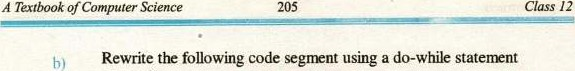 A Textbook of Computer Science 205 Class 12
b) Rewrite the following code segment using a do-while statement